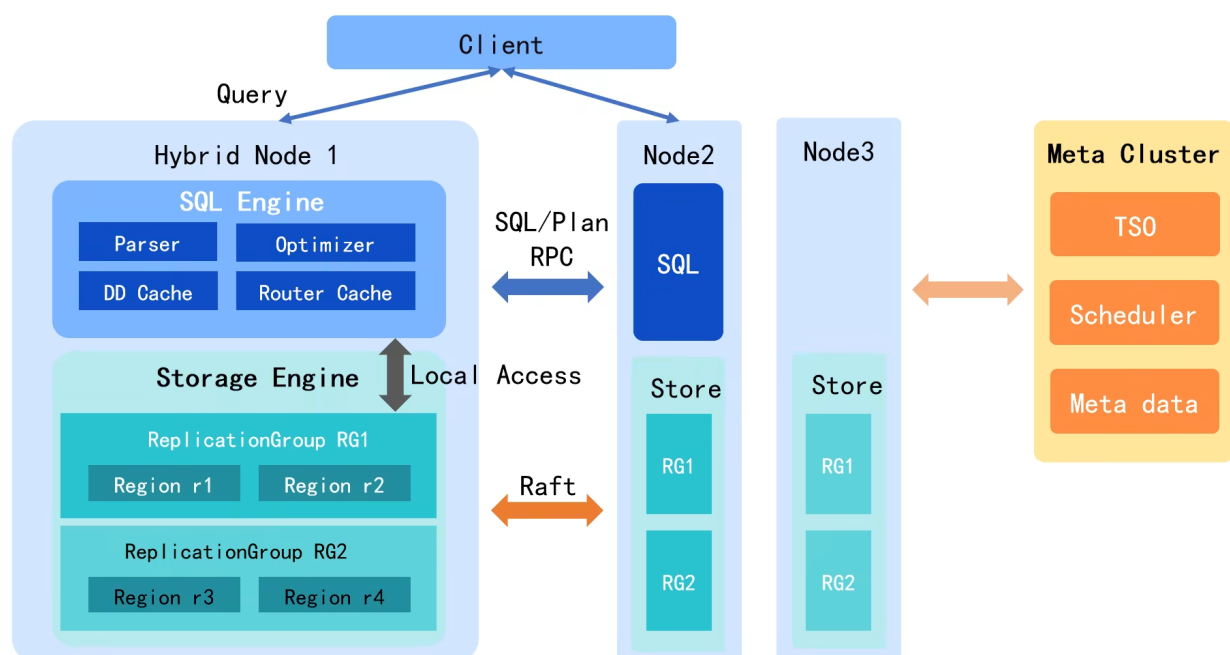 Client
Query
Hybrid Node 1
SQL Engine
Parser
Optimizer
DD Cache
Router Cache
Local Access
Storage Engine
ReplicationGroup RG1
Region r1
Region r2
ReplicationGroup RG2
Region r3
Region r4
SQL/Plan
RPC
Raft
Node2
SQL
Store
RG1
RG2
Node3
Store
RG1
RG2
Meta Cluster
TSO
Scheduler
Meta data